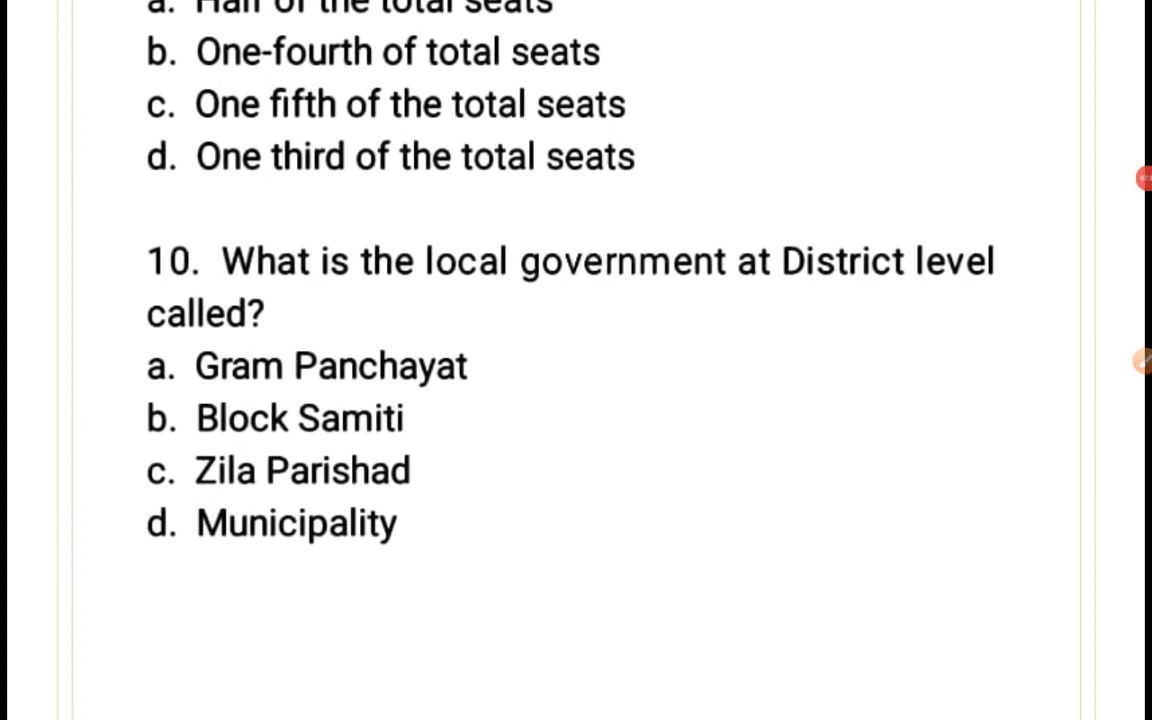 a. Half of the total seats
b. One-fourth of total seats
c. One fifth of the total seats
d. One third of the total seats
10. What is the local government at District level
called?
a. Gram Panchayat
b. Block Samiti
c. Zila Parishad
d. Municipality